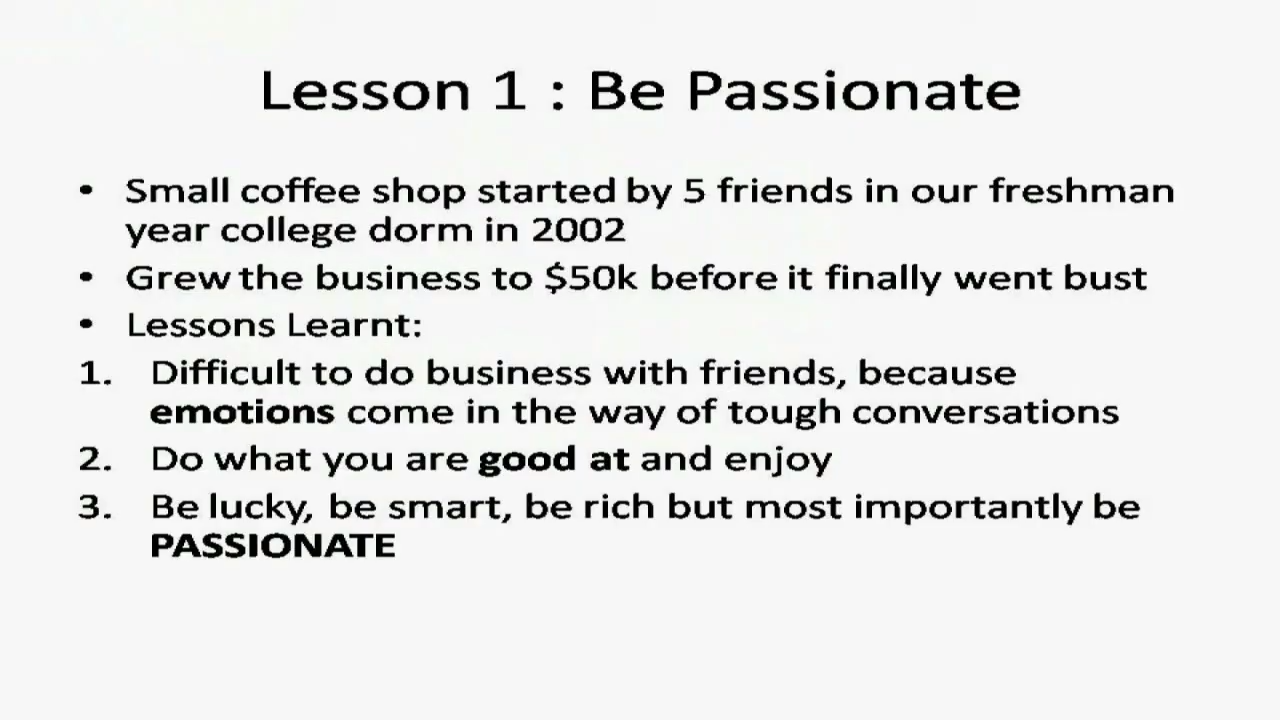 Lesson 1 : Be Passionate
• Small coffee shop started by 5 friends in our freshman
year college dorm in 2002
• Grew the business to $50k before it finally went bust
• Lessons Learnt:
1. Difficult to do business with friends, because
emotions come in the way of tough conversations
2. Do what you are good at and enjoy
3. Be lucky, be smart, be rich but most importantly be
PASSIONATE